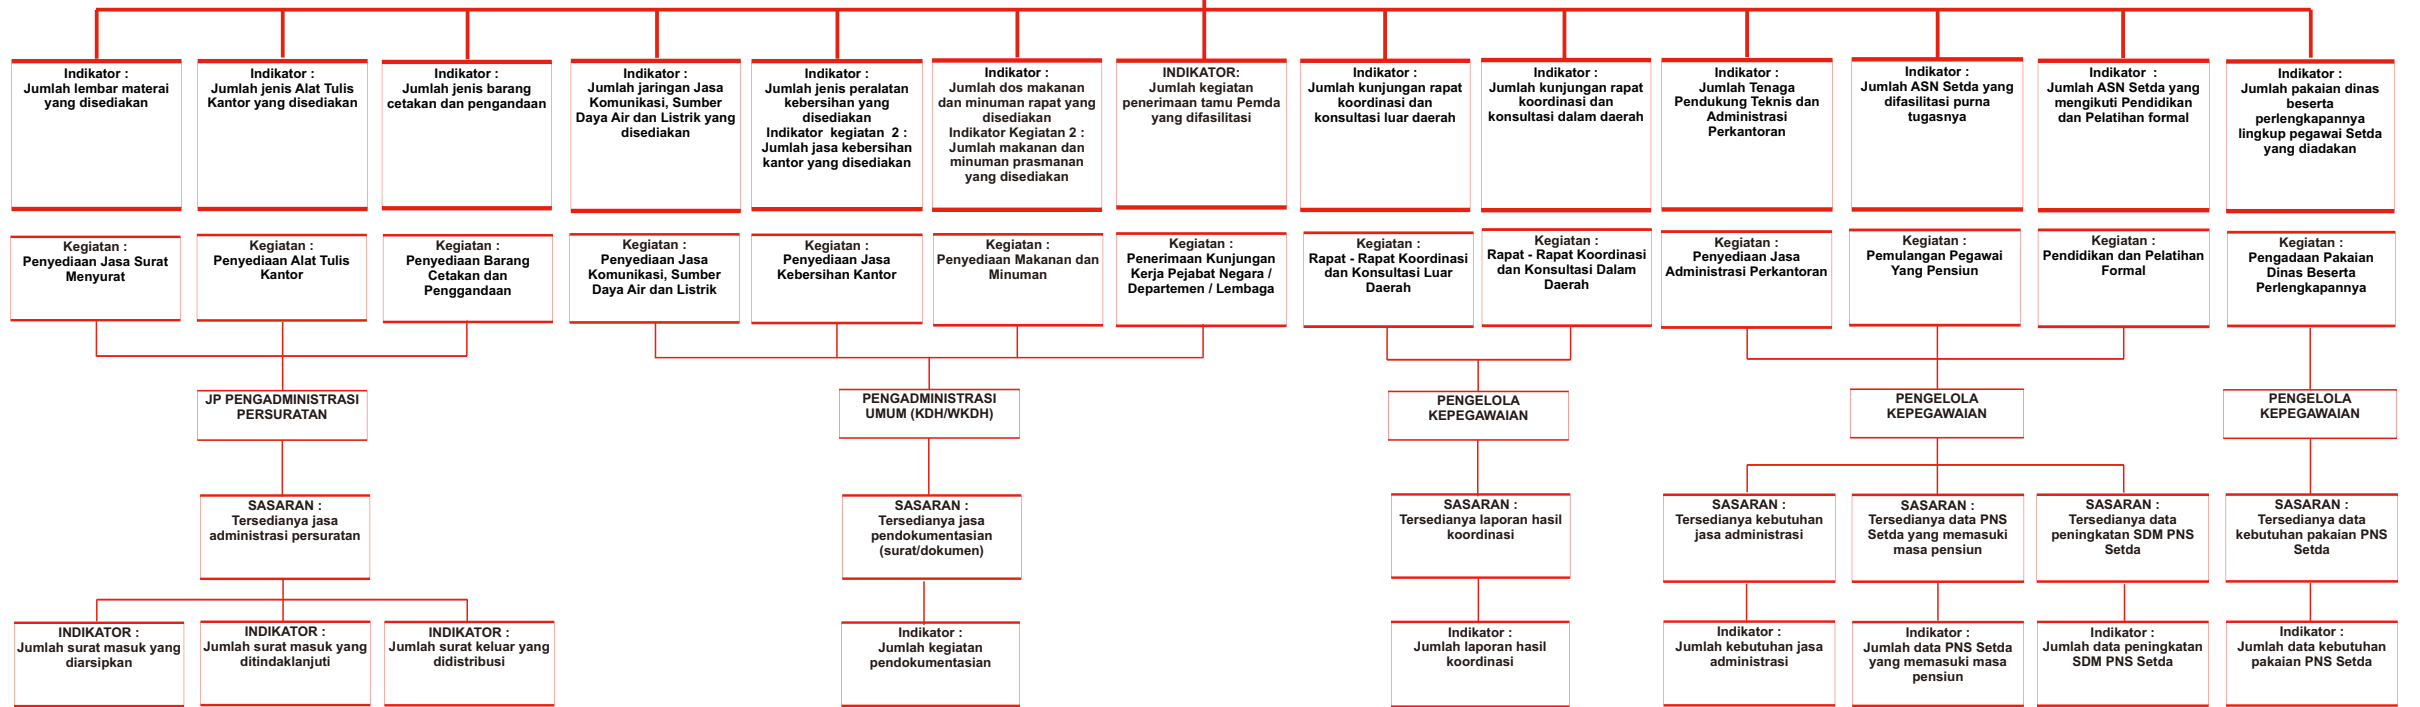 Indikator :
Jumlah lembar materai
yang disediakan
Indikator :
Jumlah jenis Alat Tulis
Kantor yang disediakan
Indikator :
Jumlah jenis barang
cetakan dan pengandaan
Indikator :
Jumlah jaringan Jasa
Komunikasi, Sumber
Daya Air dan Listrik yang
disediakan
Indikator :
Jumlah jenis peralatan
kebersihan yang
disediakan
Indikator  kegiatan  2 :
Jumlah jasa kebersihan
kantor yang disediakan
Indikator :
Jumlah dos makanan
dan minuman rapat yang
disediakan
Indikator Kegiatan 2 :
Jumlah makanan dan
minuman prasmanan
yang disediakan
INDIKATOR:
Jumlah kegiatan
penerimaan tamu Pemda
yang difasilitasi
Indikator :
Jumlah kunjungan rapat
koordinasi dan
konsultasi luar daerah
Indikator :
Jumlah kunjungan rapat
koordinasi dan
konsultasi dalam daerah
Indikator :
Jumlah Tenaga
Pendukung Teknis dan
Administrasi
Perkantoran
Indikator :
Jumlah ASN Setda yang
difasilitasi purna
tugasnya
Indikator  :
Jumlah ASN Setda yang
mengikuti Pendidikan
dan Pelatihan formal
Indikator :
Jumlah pakaian dinas
beserta
perlengkapannya
lingkup pegawai Setda
yang diadakan
Kegiatan :
Penyediaan Jasa Surat
Menyurat
Kegiatan :
Penyediaan Alat Tulis
Kantor
Kegiatan :
Penyediaan Barang
Cetakan dan
Penggandaan
Kegiatan :
Penyediaan Jasa
Komunikasi, Sumber
Daya Air dan Listrik
Kegiatan :
Penyediaan Jasa
Kebersihan Kantor
Kegiatan :
Penyediaan Makanan dan
Minuman
Kegiatan :
Penerimaan Kunjungan
Kerja Pejabat Negara /
Departemen / Lembaga
Kegiatan :
Rapat - Rapat Koordinasi
dan Konsultasi Luar
Daerah
Kegiatan :
Rapat - Rapat Koordinasi
dan Konsultasi Dalam
Daerah
Kegiatan :
Penyediaan Jasa
Administrasi Perkantoran
Kegiatan :
Pemulangan Pegawai
Yang Pensiun
Kegiatan :
Pendidikan dan Pelatihan
Formal
Kegiatan :
Pengadaan Pakaian
Dinas Beserta
Perlengkapannya
JP PENGADMINISTRASI
PERSURATAN
PENGADMINISTRASI
UMUM (KDH/WKDH)
PENGELOLA
KEPEGAWAIAN
PENGELOLA
KEPEGAWAIAN
PENGELOLA
KEPEGAWAIAN
SASARAN :
Tersedianya jasa
administrasi persuratan
SASARAN :
Tersedianya jasa
pendokumentasian
(surat/dokumen)
SASARAN :
Tersedianya laporan hasil
koordinasi
SASARAN :
Tersedianya kebutuhan
jasa administrasi
SASARAN :
Tersedianya data PNS
Setda yang memasuki
masa pensiun
SASARAN :
Tersedianya data
peningkatan SDM PNS
Setda
SASARAN :
Tersedianya data
kebutuhan pakaian PNS
Setda
INDIKATOR :
Jumlah surat masuk yang
diarsipkan
INDIKATOR :
Jumlah surat masuk yang
ditindaklanjuti
INDIKATOR :
Jumlah surat keluar yang
didistribusi
Indikator :
Jumlah kegiatan
pendokumentasian
Indikator :
Jumlah laporan hasil
koordinasi
Indikator :
Jumlah kebutuhan jasa
administrasi
Indikator :
Jumlah data PNS Setda
yang memasuki masa
pensiun
Indikator :
Jumlah data peningkatan
SDM PNS Setda
Indikator :
Jumlah data kebutuhan
pakaian PNS Setda